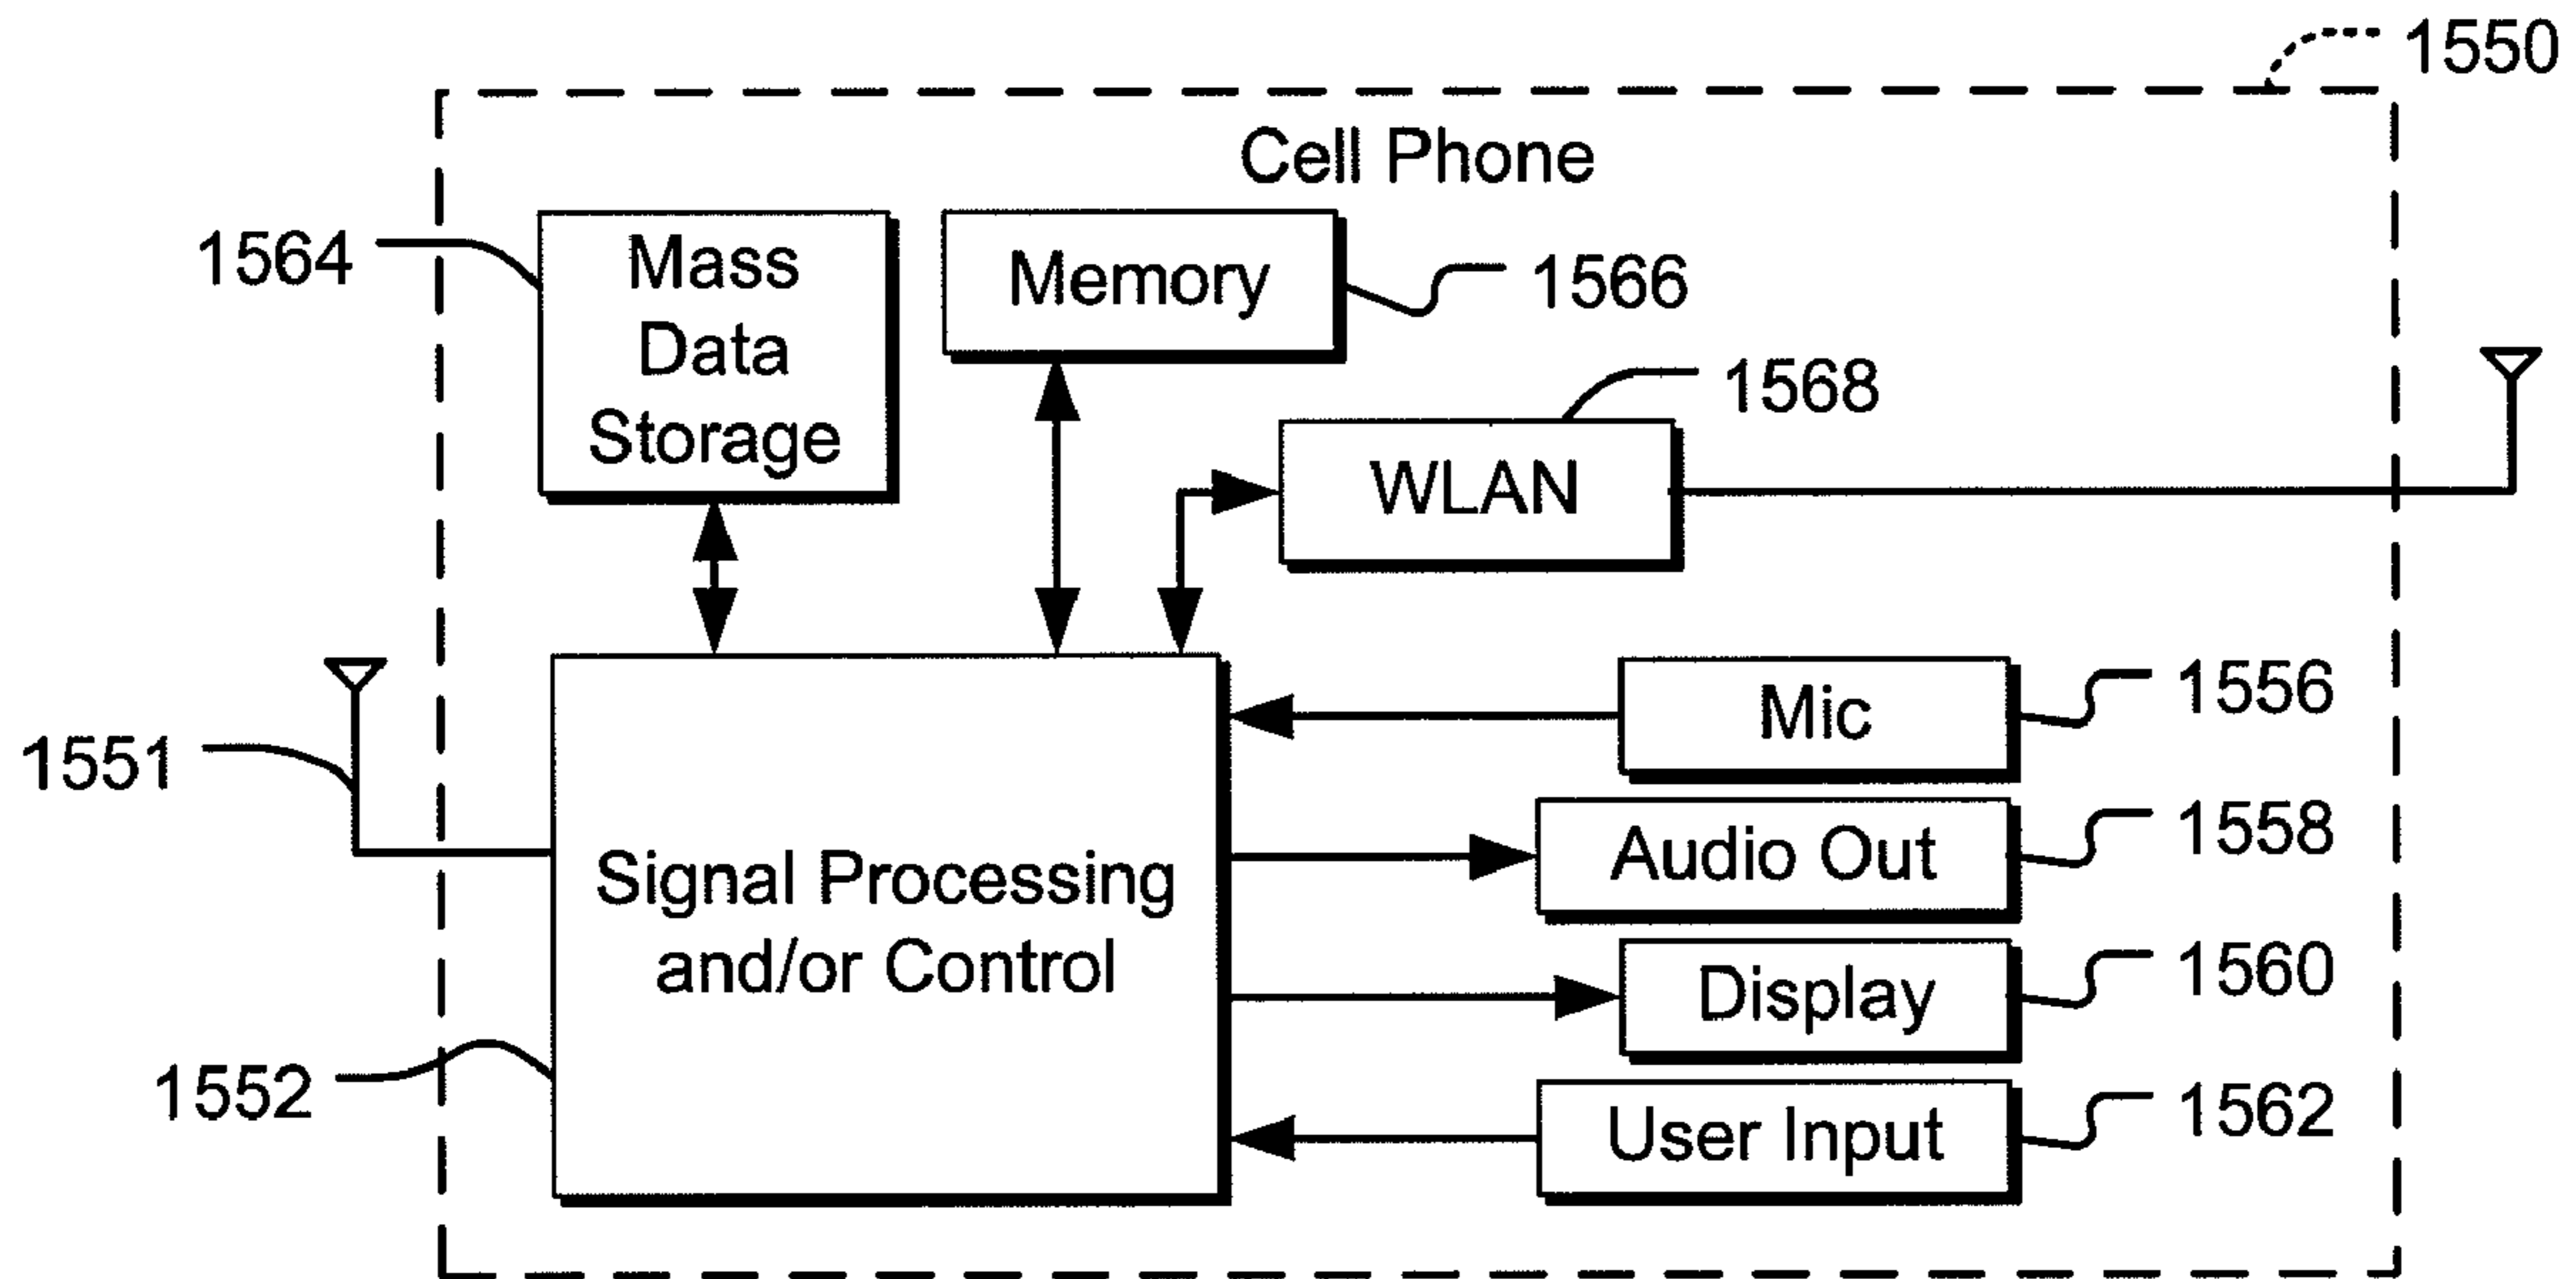 1550
Cell Phone
1564
Mass
Data
Storage
Memory
1566
1568
WLAN
1551
1552
Signal Processing
and/or Control
Mic
1556
Audio Out
1558
Display
1560
User Input
1562